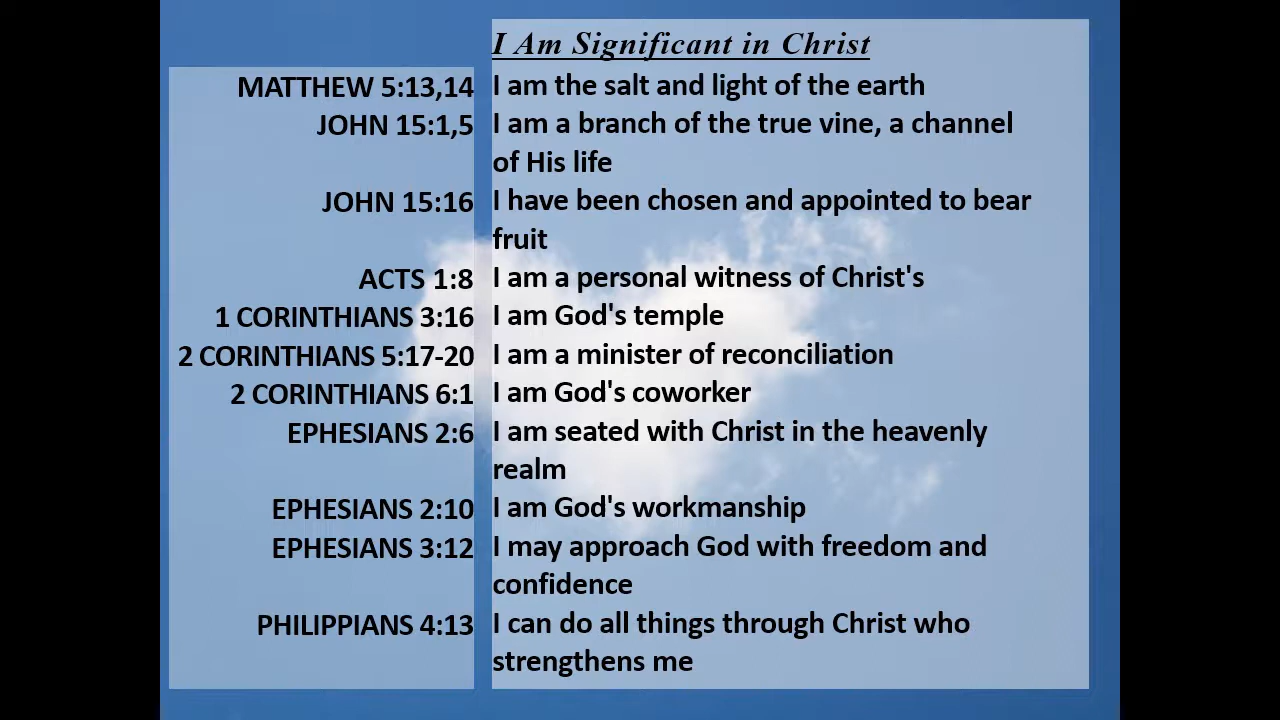 I Am Significant in Christ
MATTHEW 5:13,14 I am the salt and light of the earth
JOHN 15:1,5 I am a branch of the true vine, a channel
of His life
JOHN 15:16 I have been chosen and appointed to bear
fruit
ACTS 1:8 I am a personal witness of Christ's
1 CORINTHIANS 3:16 I am God's temple
2 CORINTHIANS 5:17-20 I am a minister of reconciliation
2 CORINTHIANS 6:1 I am God's coworker
EPHESIANS 2:6 I am seated with Christ in the heavenly
realm
EPHESIANS 2:10 I am God's workmanship
EPHESIANS 3:12 I may approach God with freedom and
confidence
PHILIPPIANS 4:13 I can do all things through Christ who
strengthens me